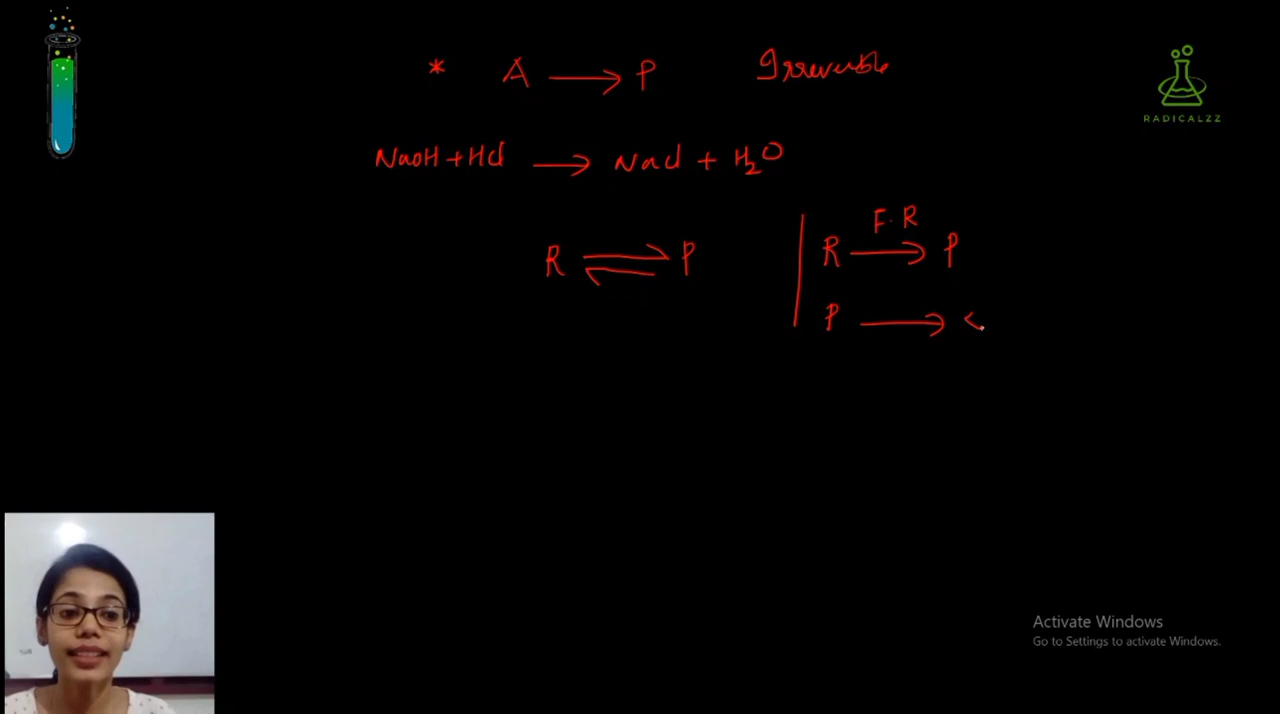 * A ⟶ P Irreversible
RADICALZZ
NaOH + HCl ⟶ NaCl + H₂O
F.R
R ⇌ P
R ⟶ P
P ⟶
Activate Windows
Go to Settings to activate Windows.